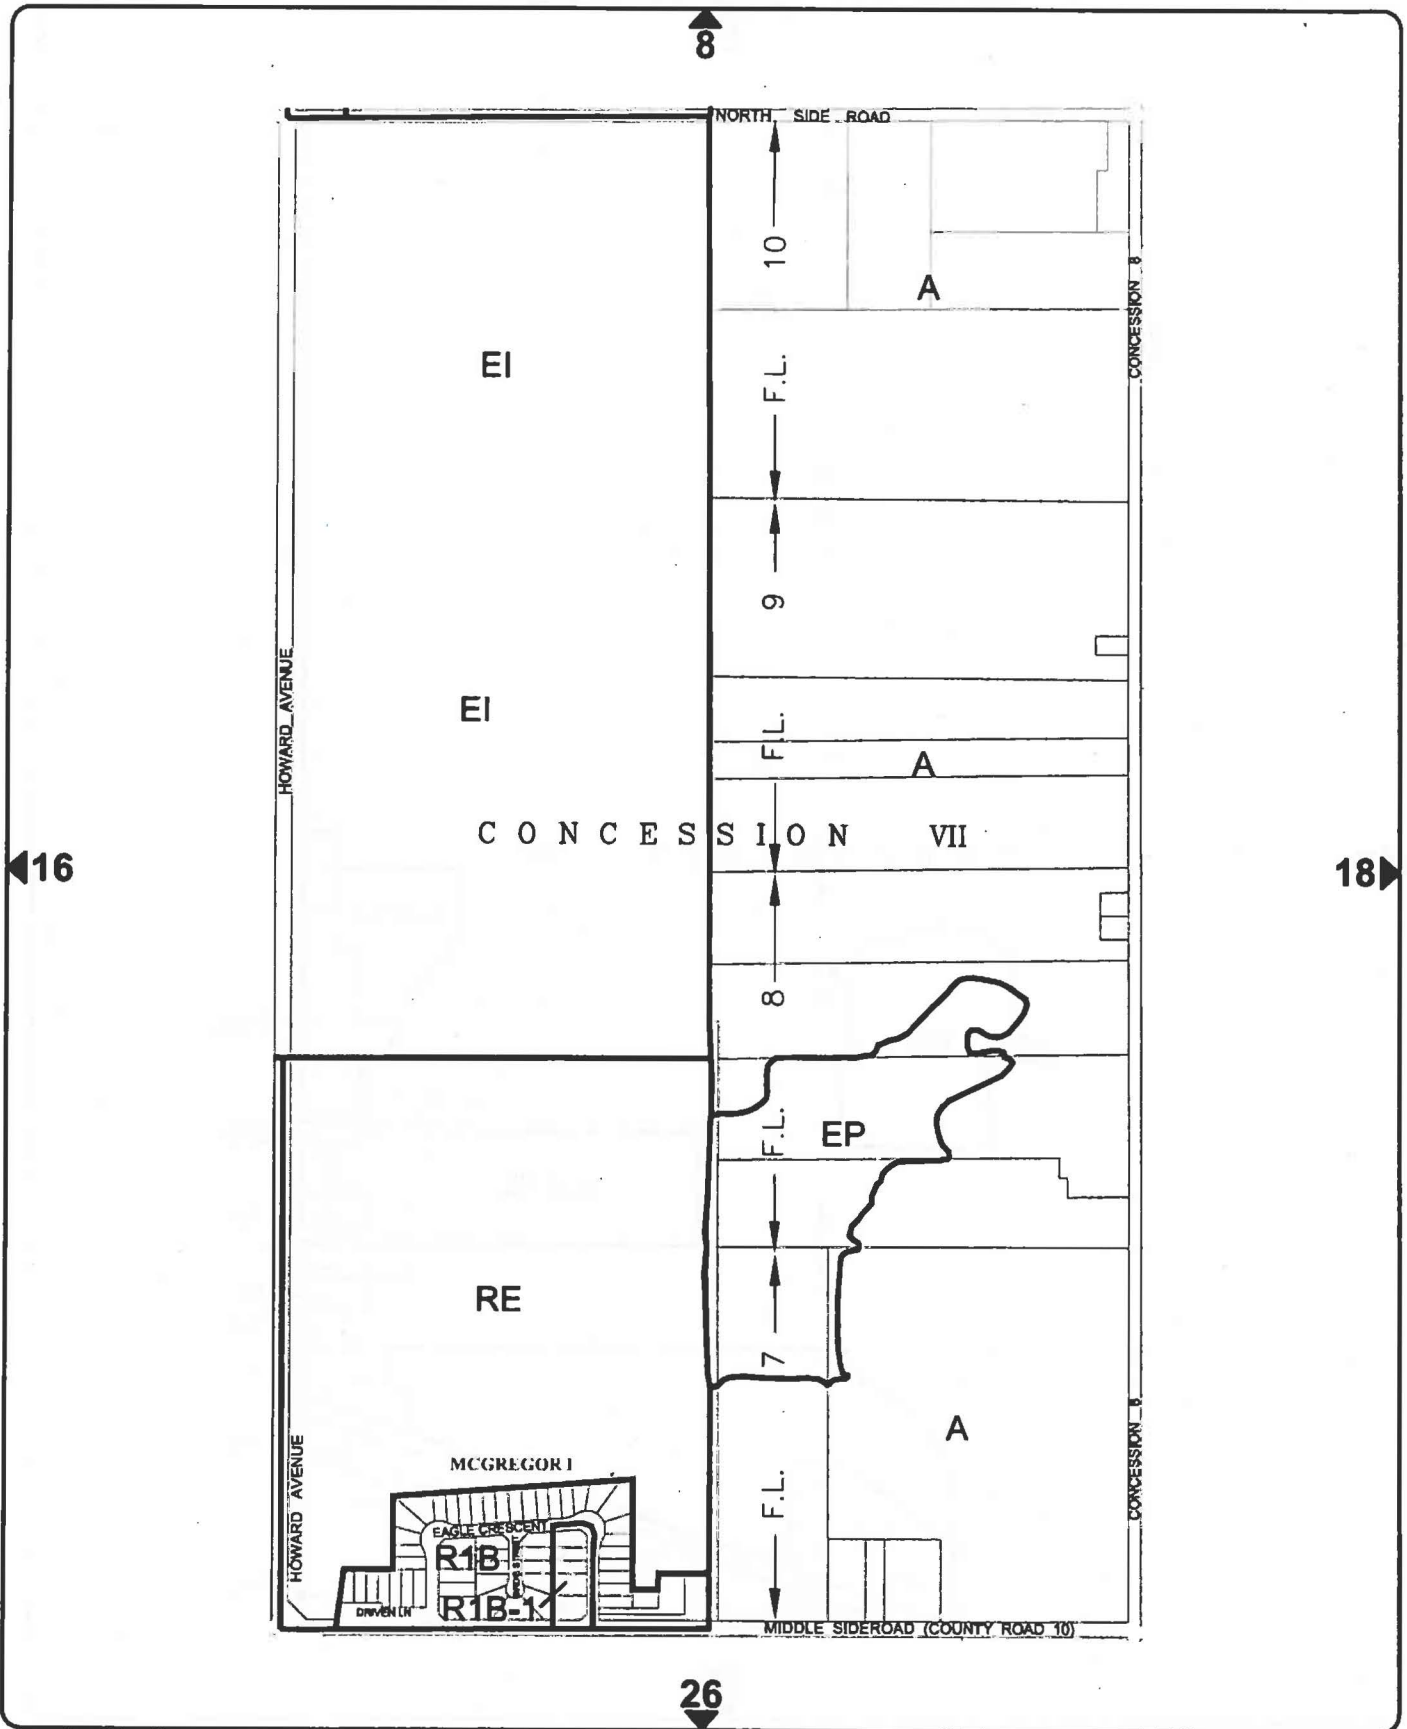 8
NORTH SIDE ROAD
10
A
CONCESSION 8
EI
F.L.
9
HOWARD AVENUE
EI
F.L.
A
CONCESSION VII
16
18
8
F.L.
EP
RE
7
A
CONCESSION 8
HOWARD AVENUE
MCGREGOR I
F.L.
EAGLE CRESCENT
R1B
R1B-1
DRIVEN LN
MIDDLE SIDEROAD (COUNTY ROAD 10)
26